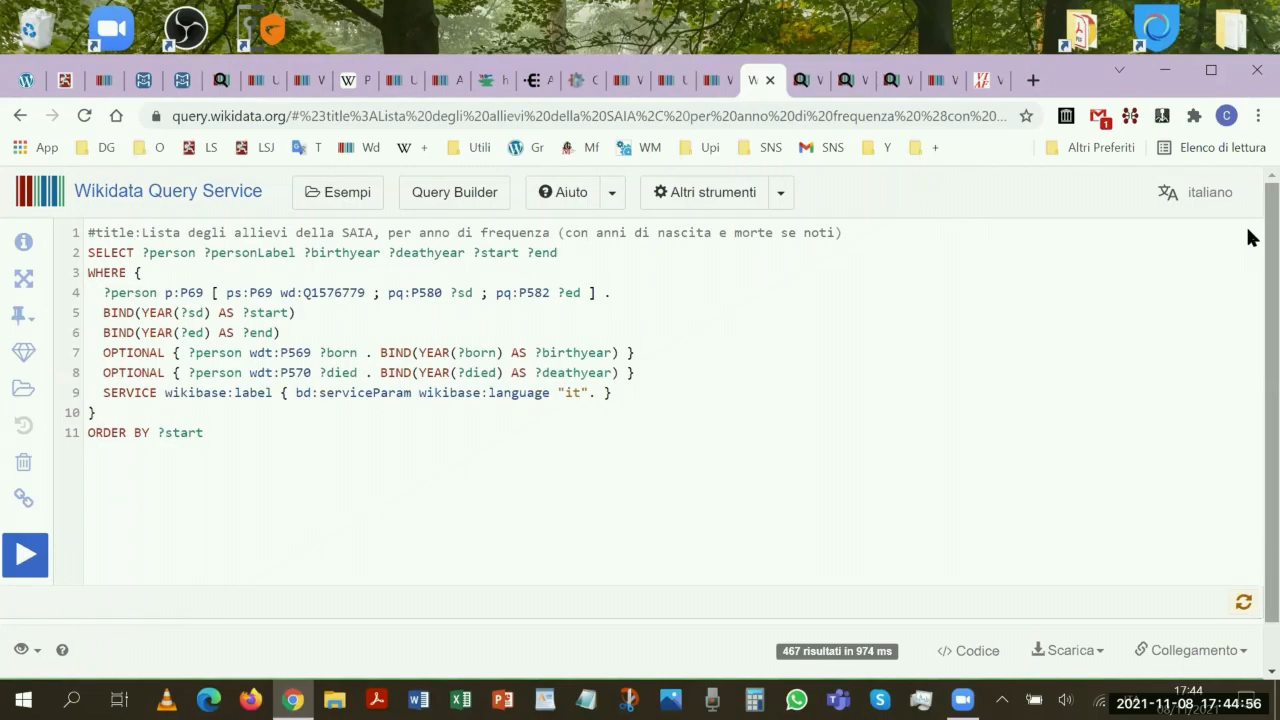 W
query.wikidata.org/#%23title%3ALista%20degli%20allievi%20della%20SAIA%2C%20per%20anno%20di%20frequenza%20%28con%20...
App
DG
O
LS
LSJ
T
Wd
+
Utili
Gr
Mf
WM
Upi
SNS
SNS
Y
+
Altri Preferiti
Elenco di lettura
Wikidata Query Service
Esempi
Query Builder
Aiuto
Altri strumenti
italiano
1 #title:Lista degli allievi della SAIA, per anno di frequenza (con anni di nascita e morte se noti)
2 SELECT ?person ?personLabel ?birthyear ?deathyear ?start ?end
3 WHERE {
4 ?person p:P69 [ ps:P69 wd:Q1576779 ; pq:P580 ?sd ; pq:P582 ?ed ] .
5 BIND(YEAR(?sd) AS ?start)
6 BIND(YEAR(?ed) AS ?end)
7 OPTIONAL { ?person wdt:P569 ?born . BIND(YEAR(?born) AS ?birthyear) }
8 OPTIONAL { ?person wdt:P570 ?died . BIND(YEAR(?died) AS ?deathyear) }
9 SERVICE wikibase:label { bd:serviceParam wikibase:language "it". }
10 }
11 ORDER BY ?start
467 risultati in 974 ms
</> Codice
Scarica
Collegamento
17:44
2021-11-08 17:44:56